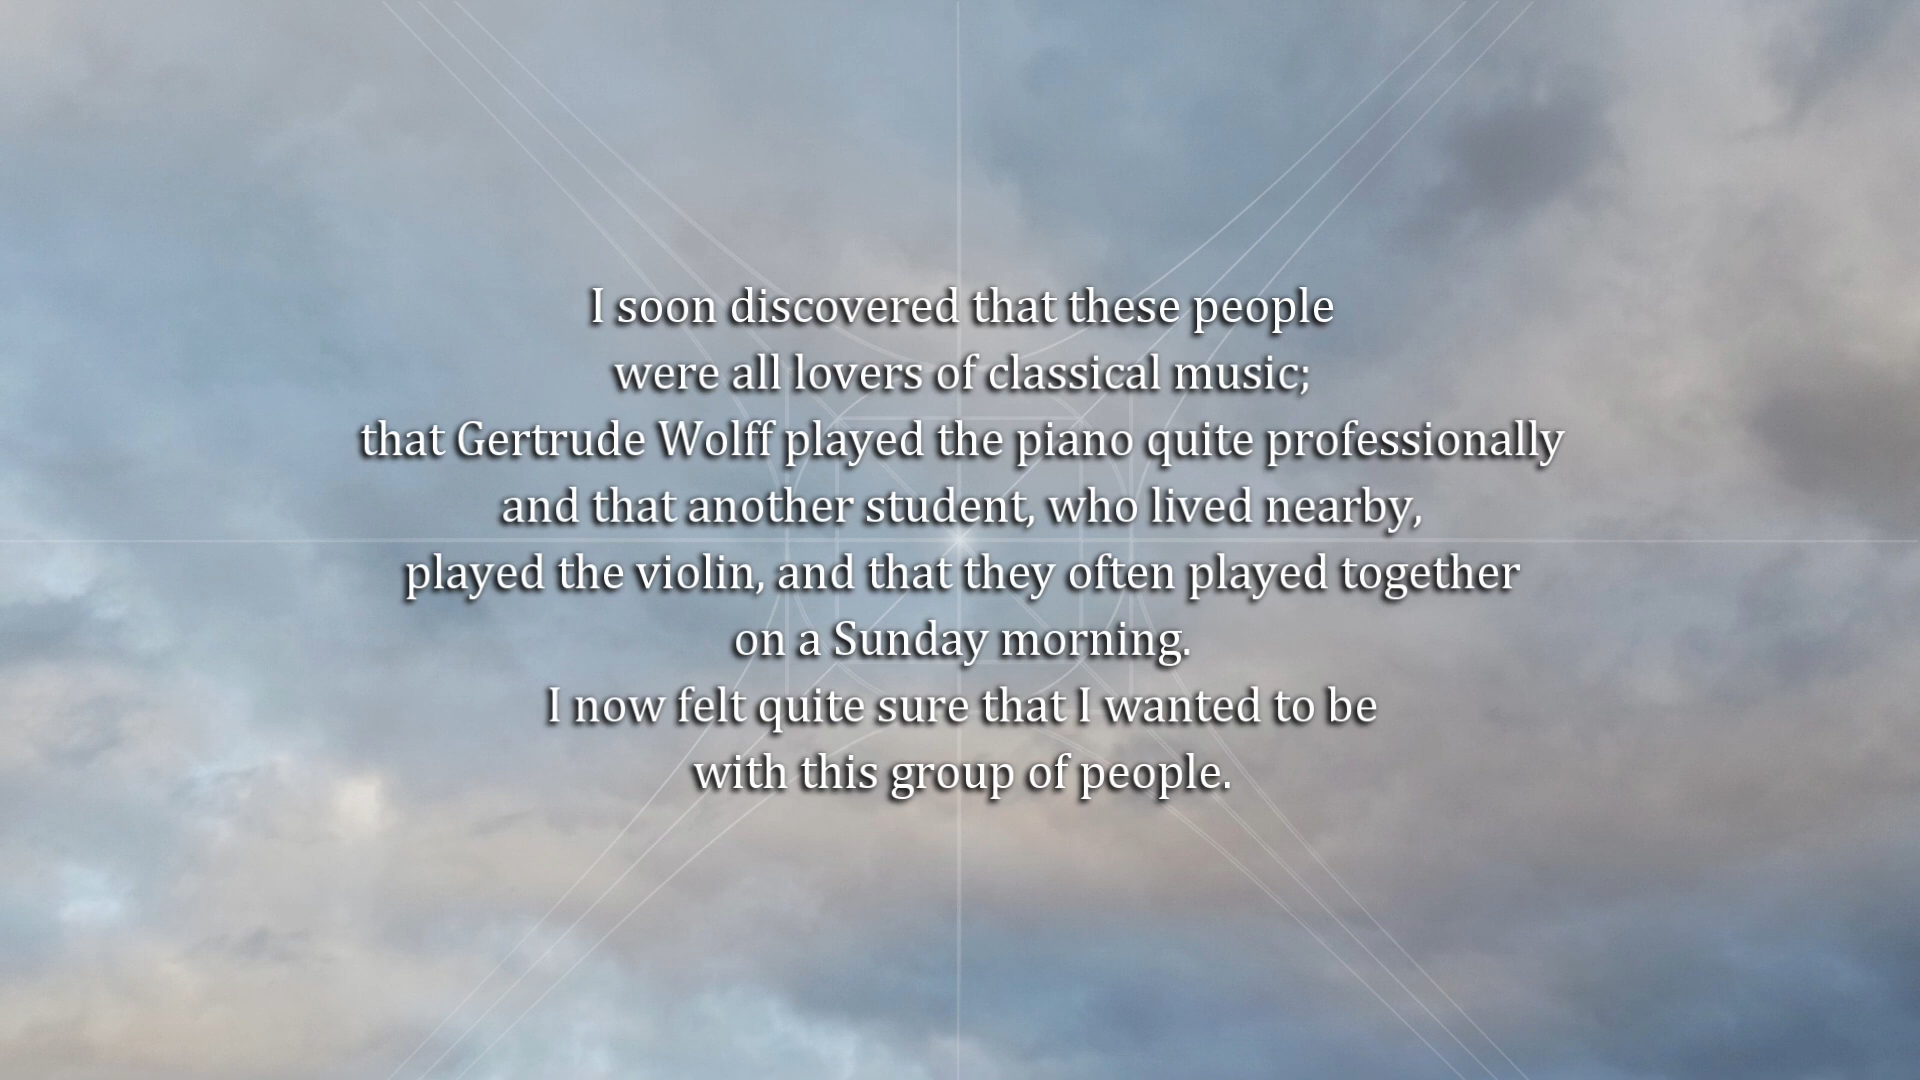 I soon discovered that these people
were all lovers of classical music;
that Gertrude Wolff played the piano quite professionally
and that another student, who lived nearby,
played the violin, and that they often played together
on a Sunday morning.
I now felt quite sure that I wanted to be
with this group of people.